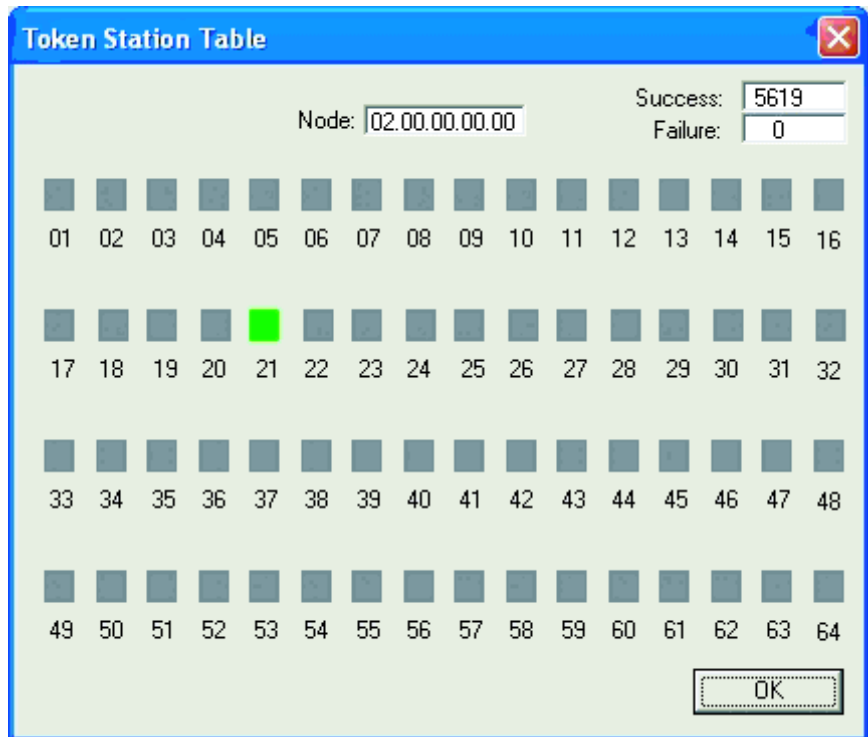 Token Station Table
Node: 02.00.00.00.00
Success: 5619
Failure: 0
01 02 03 04 05 06 07 08 09 10 11 12 13 14 15 16
17 18 19 20 21 22 23 24 25 26 27 28 29 30 31 32
33 34 35 36 37 38 39 40 41 42 43 44 45 46 47 48
49 50 51 52 53 54 55 56 57 58 59 60 61 62 63 64
OK